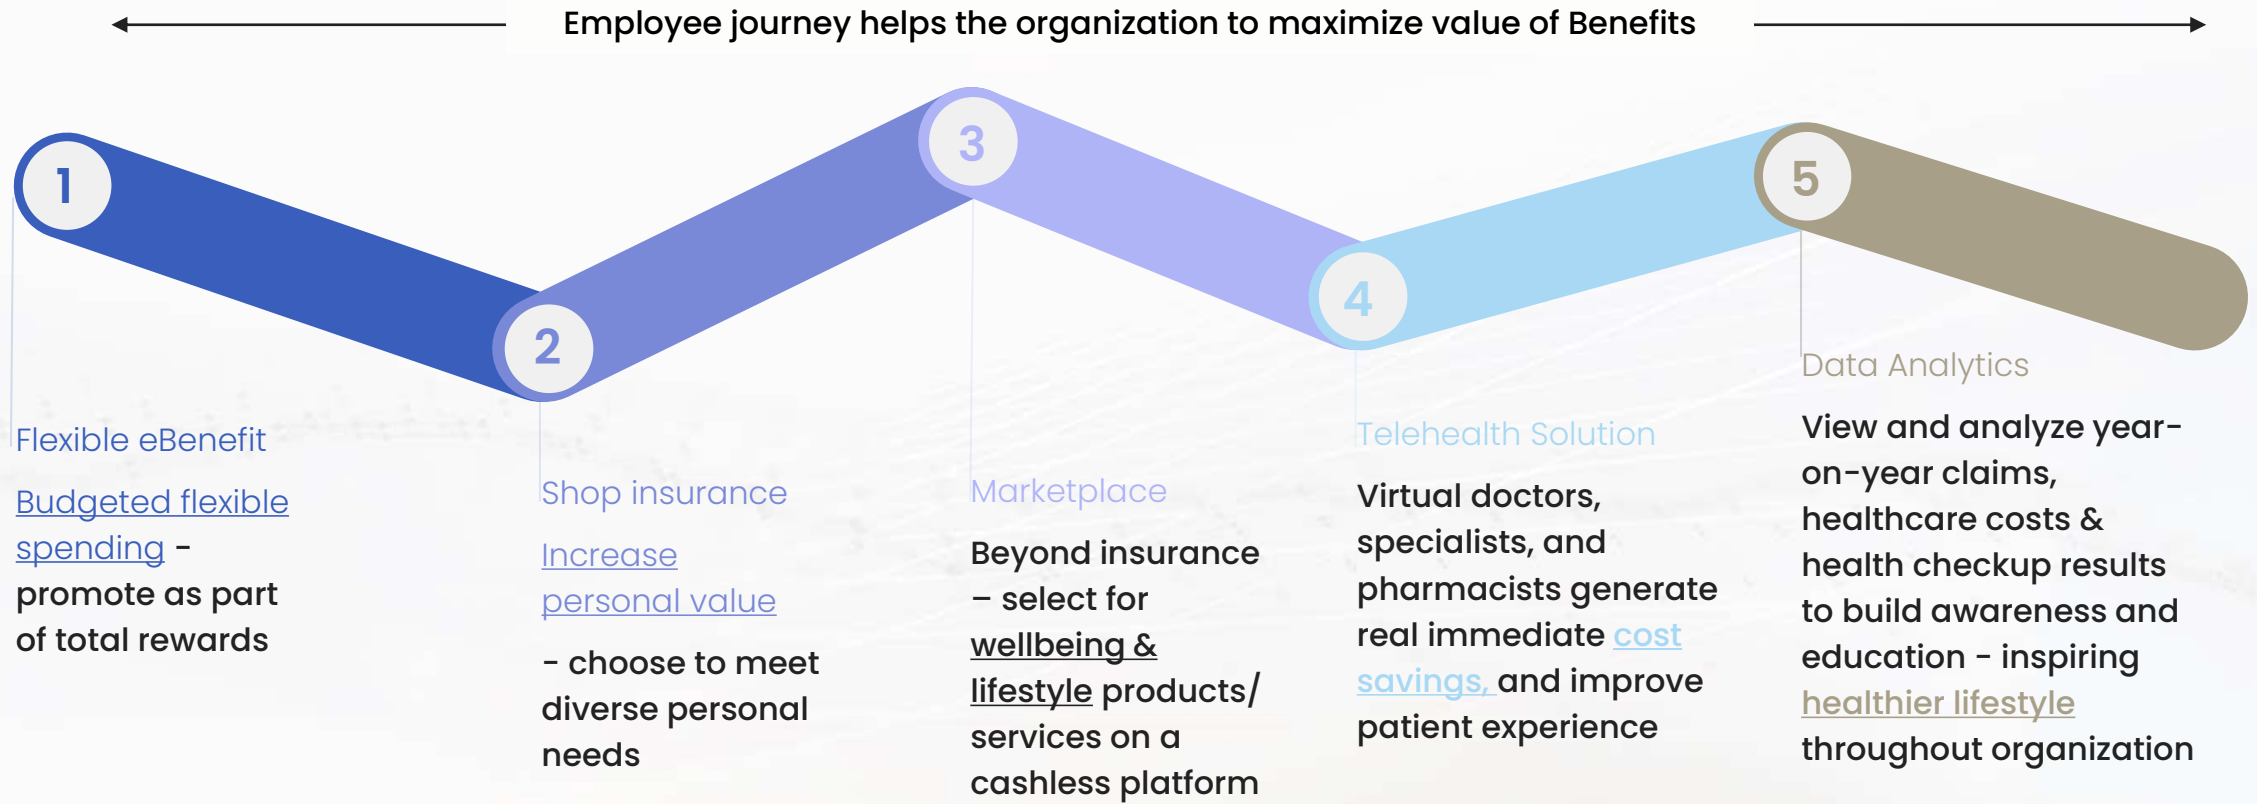 Employee journey helps the organization to maximize value of Benefits
1
2
3
4
5
Flexible eBenefit
Budgeted flexible
spending -
promote as part
of total rewards
Shop insurance
Increase
personal value
- choose to meet
diverse personal
needs
Marketplace
Beyond insurance
– select for
wellbeing &
lifestyle products/
services on a
cashless platform
Telehealth Solution
Virtual doctors,
specialists, and
pharmacists generate
real immediate cost
savings, and improve
patient experience
Data Analytics
View and analyze year-
on-year claims,
healthcare costs &
health checkup results
to build awareness and
education - inspiring
healthier lifestyle
throughout organization